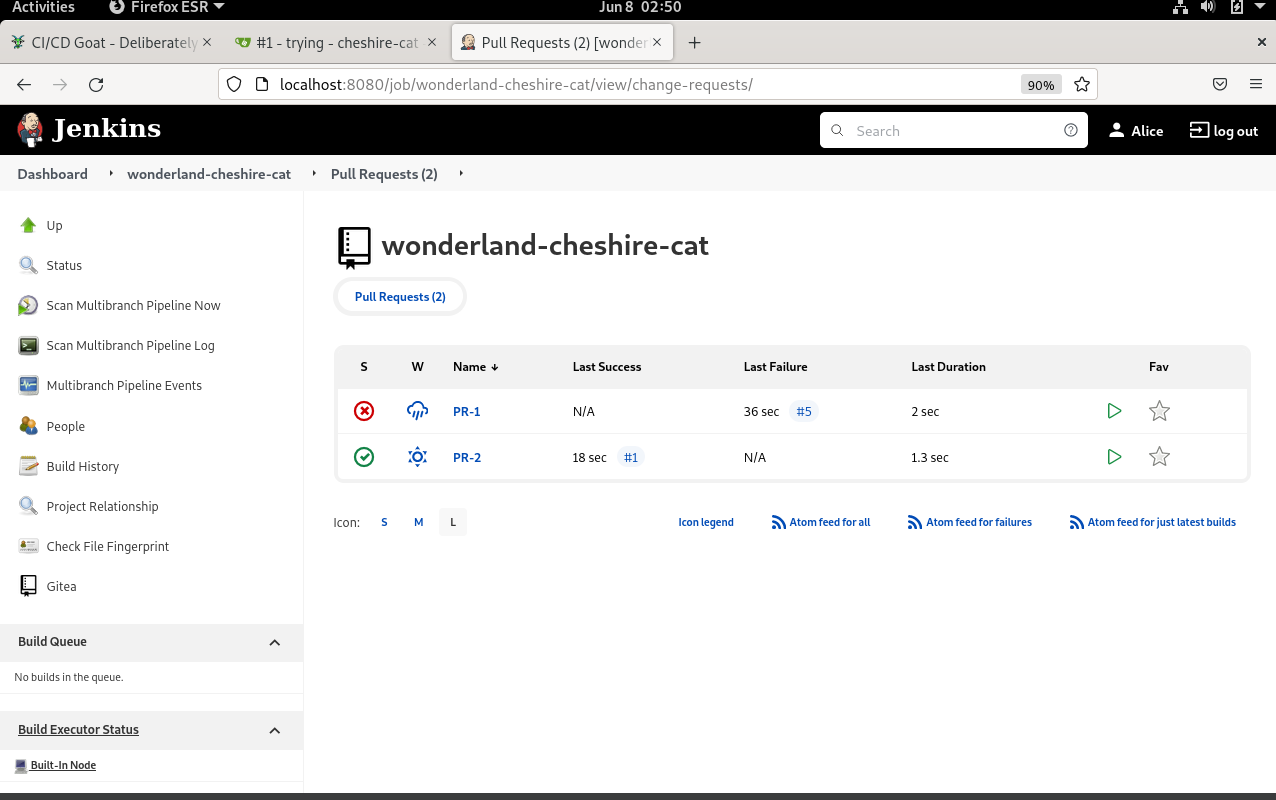 Activities Firefox ESR Jun 8 02:50
CI/CD Goat - Deliberately #1 - trying - cheshire-cat Pull Requests (2) [wonder
localhost:8080/job/wonderland-cheshire-cat/view/change-requests/ 90%
Jenkins Search Alice log out
Dashboard wonderland-cheshire-cat Pull Requests (2)
Up
Status
Scan Multibranch Pipeline Now
Scan Multibranch Pipeline Log
Multibranch Pipeline Events
People
Build History
Project Relationship
Check File Fingerprint
Gitea
Build Queue
No builds in the queue.
Build Executor Status
Built-In Node
wonderland-cheshire-cat
Pull Requests (2)
S W Name ↓ Last Success Last Failure Last Duration Fav
PR-1 N/A 36 sec #5 2 sec
PR-2 18 sec #1 N/A 1.3 sec
Icon: S M L Icon legend Atom feed for all Atom feed for failures Atom feed for just latest builds